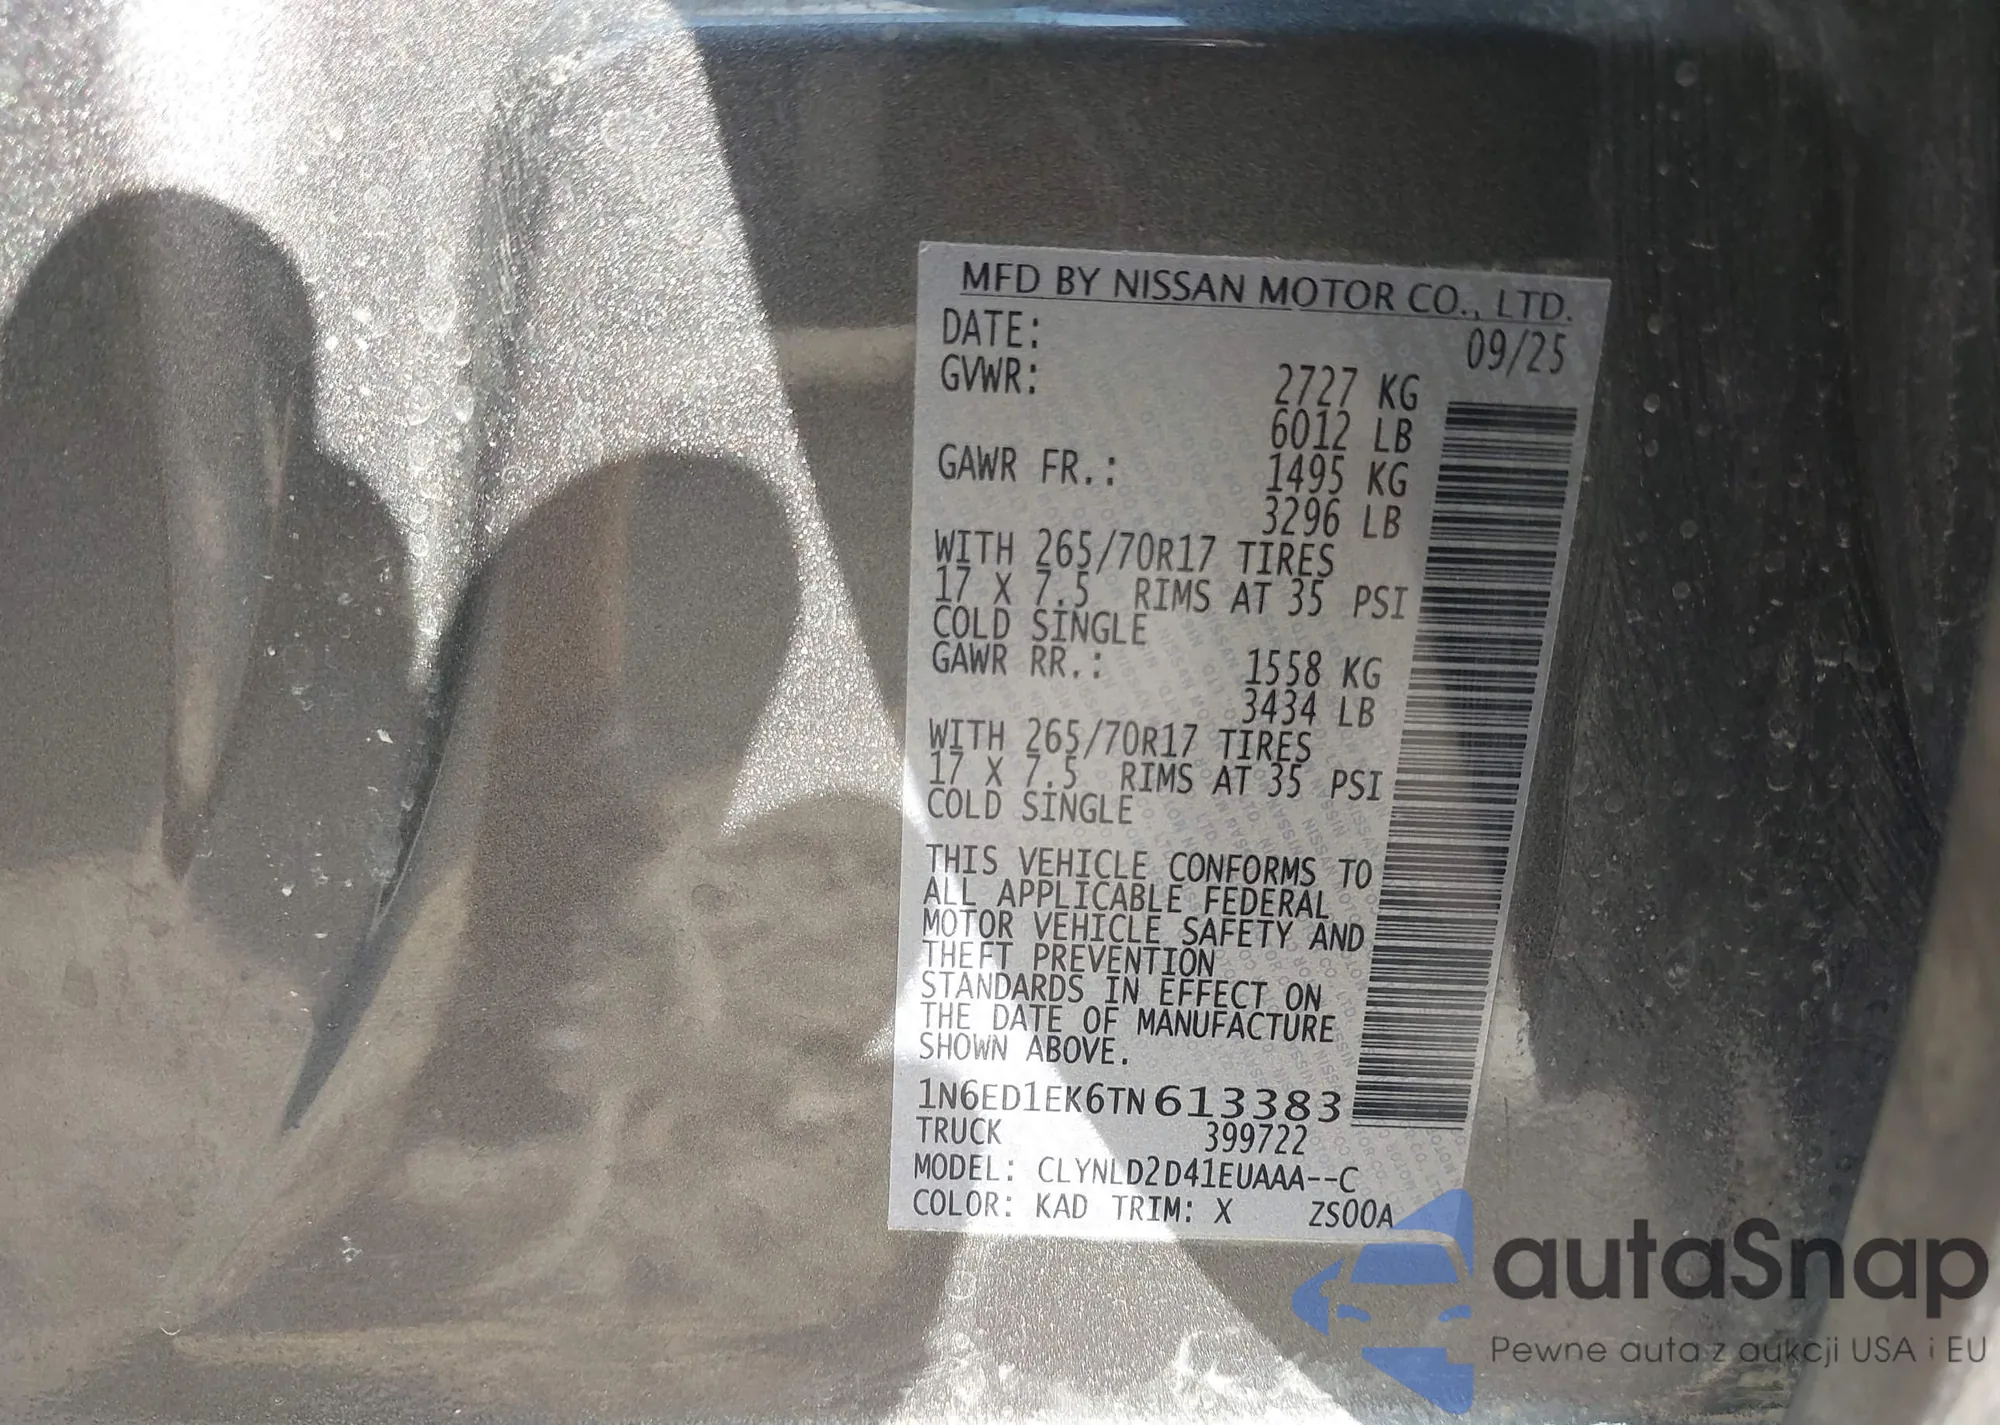 MFD BY NISSAN MOTOR CO., LTD.
DATE: 09/25
GVWR: 2727 KG
6012 LB
GAWR FR.: 1495 KG
3296 LB
WITH 265/70R17 TIRES
17 X 7.5 RIMS AT 35 PSI
COLD SINGLE
GAWR RR.: 1558 KG
3434 LB
WITH 265/70R17 TIRES
17 X 7.5 RIMS AT 35 PSI
COLD SINGLE
THIS VEHICLE CONFORMS TO
ALL APPLICABLE FEDERAL
MOTOR VEHICLE SAFETY AND
THEFT PREVENTION
STANDARDS IN EFFECT ON
THE DATE OF MANUFACTURE
SHOWN ABOVE.
1N6ED1EK6TN613383
TRUCK 399722
MODEL: CLYNLD2D41EUAAA--C
COLOR: KAD TRIM: X ZS00A
autaSnap
Pewne auta z aukcji USA i EU